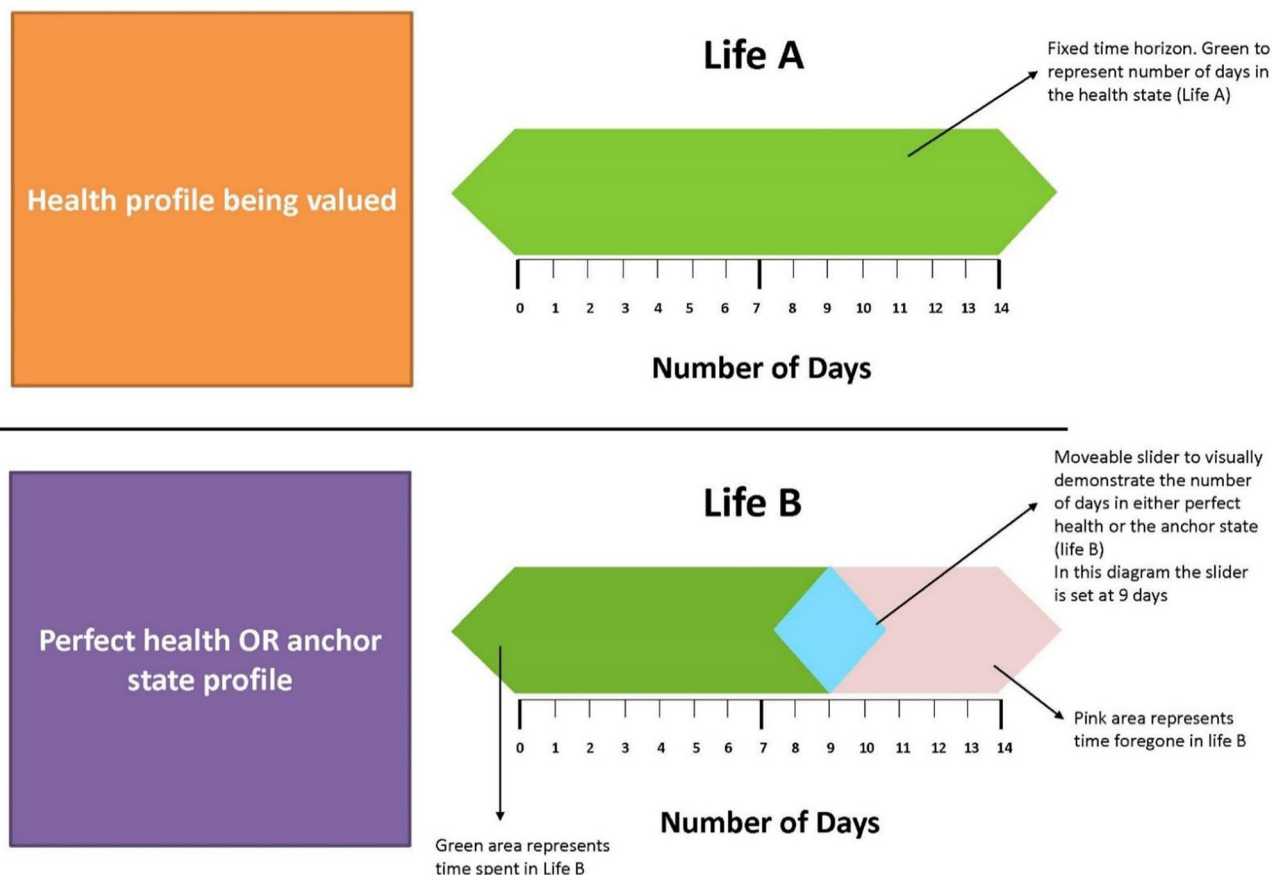 Health profile being valued
Life A
Fixed time horizon. Green to
represent number of days in
the health state (Life A)
0 1 2 3 4 5 6 7 8 9 10 11 12 13 14
Number of Days
Perfect health OR anchor
state profile
Life B
Moveable slider to visually
demonstrate the number
of days in either perfect
health or the anchor state
(life B)
In this diagram the slider
is set at 9 days
0 1 2 3 4 5 6 7 8 9 10 11 12 13 14
Pink area represents
time foregone in life B
Number of Days
Green area represents
time spent in Life B